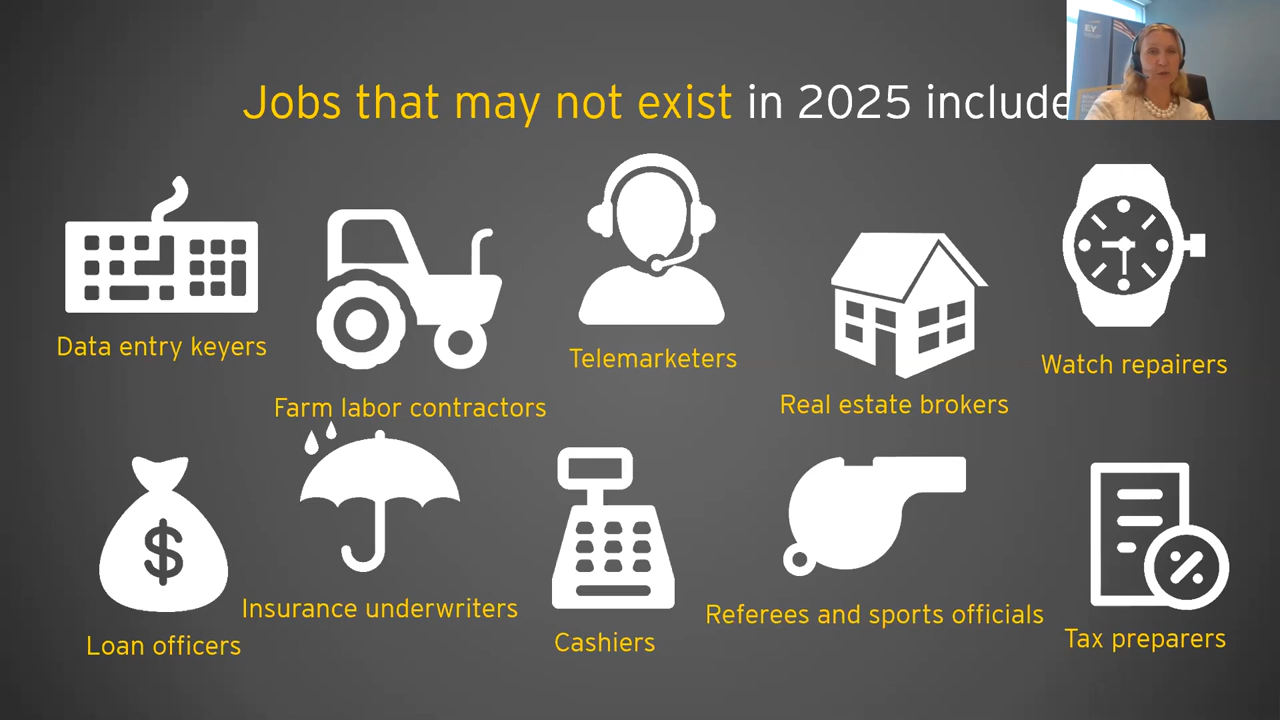 Jobs that may not exist in 2025 include
EY
Data entry keyers
Farm labor contractors
Telemarketers
Real estate brokers
Watch repairers
$
Loan officers
Insurance underwriters
Cashiers
Referees and sports officials
%
Tax preparers